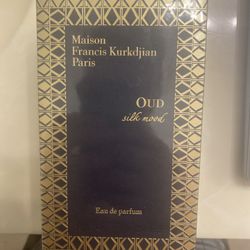 Maison
Francis Kurkdjian
Paris
OUD
silk mood
Eau de parfum